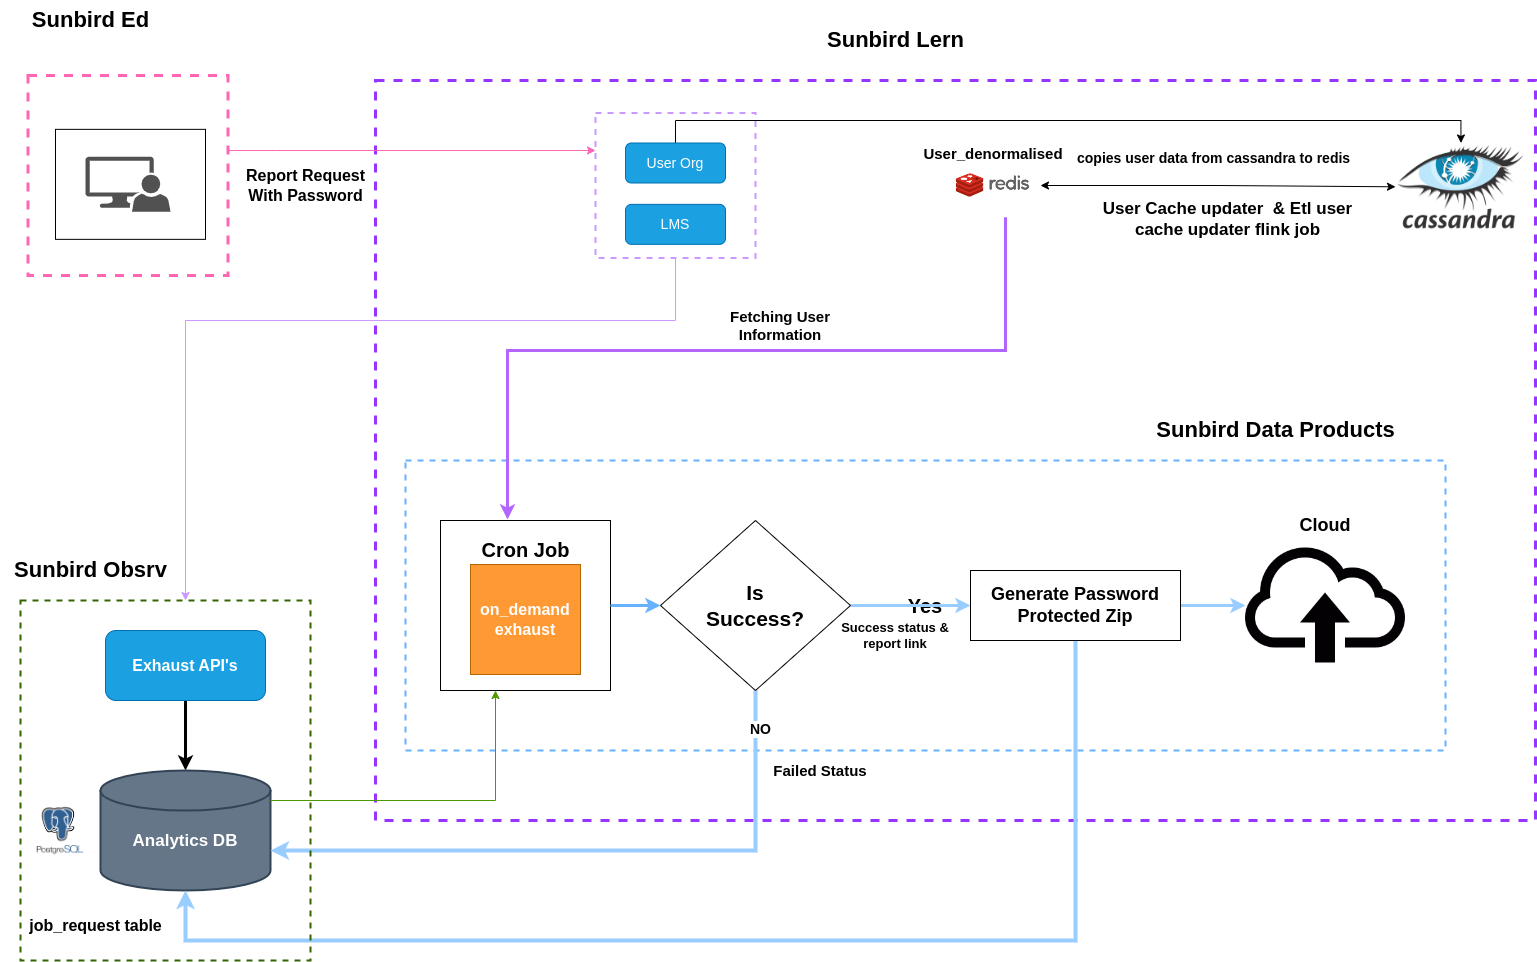 Sunbird Ed
Sunbird Lern
Report Request
With Password
User Org
LMS
User_denormalised
redis
copies user data from cassandra to redis
User Cache updater & Etl user
cache updater flink job
cassandra
Fetching User
Information
Sunbird Data Products
Cron Job
on_demand
exhaust
Is
Success?
Yes
Success status &
report link
Generate Password
Protected Zip
Cloud
NO
Failed Status
Sunbird Obsrv
Exhaust API's
Analytics DB
PostgreSQL
job_request table